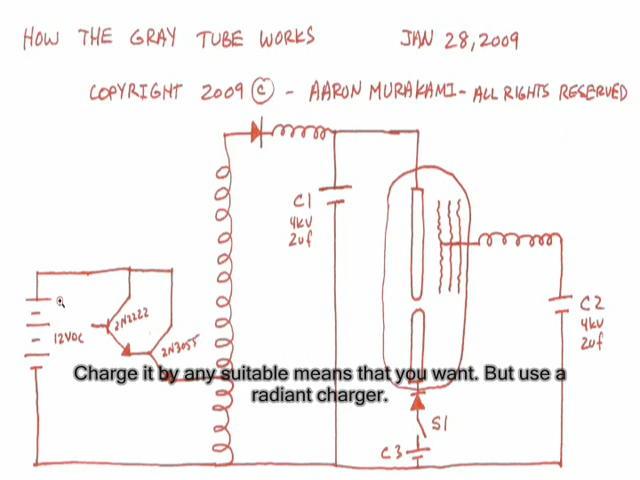 HOW THE GRAY TUBE WORKS JAN 28, 2009
COPYRIGHT 2009 © - AARON MURAKAMI - ALL RIGHTS RESERVED
C1
4kV
2uf
C2
4kV
2uf
12VDC
2N2222
2N3055
Charge it by any suitable means that you want. But use a
radiant charger.
S1
C3